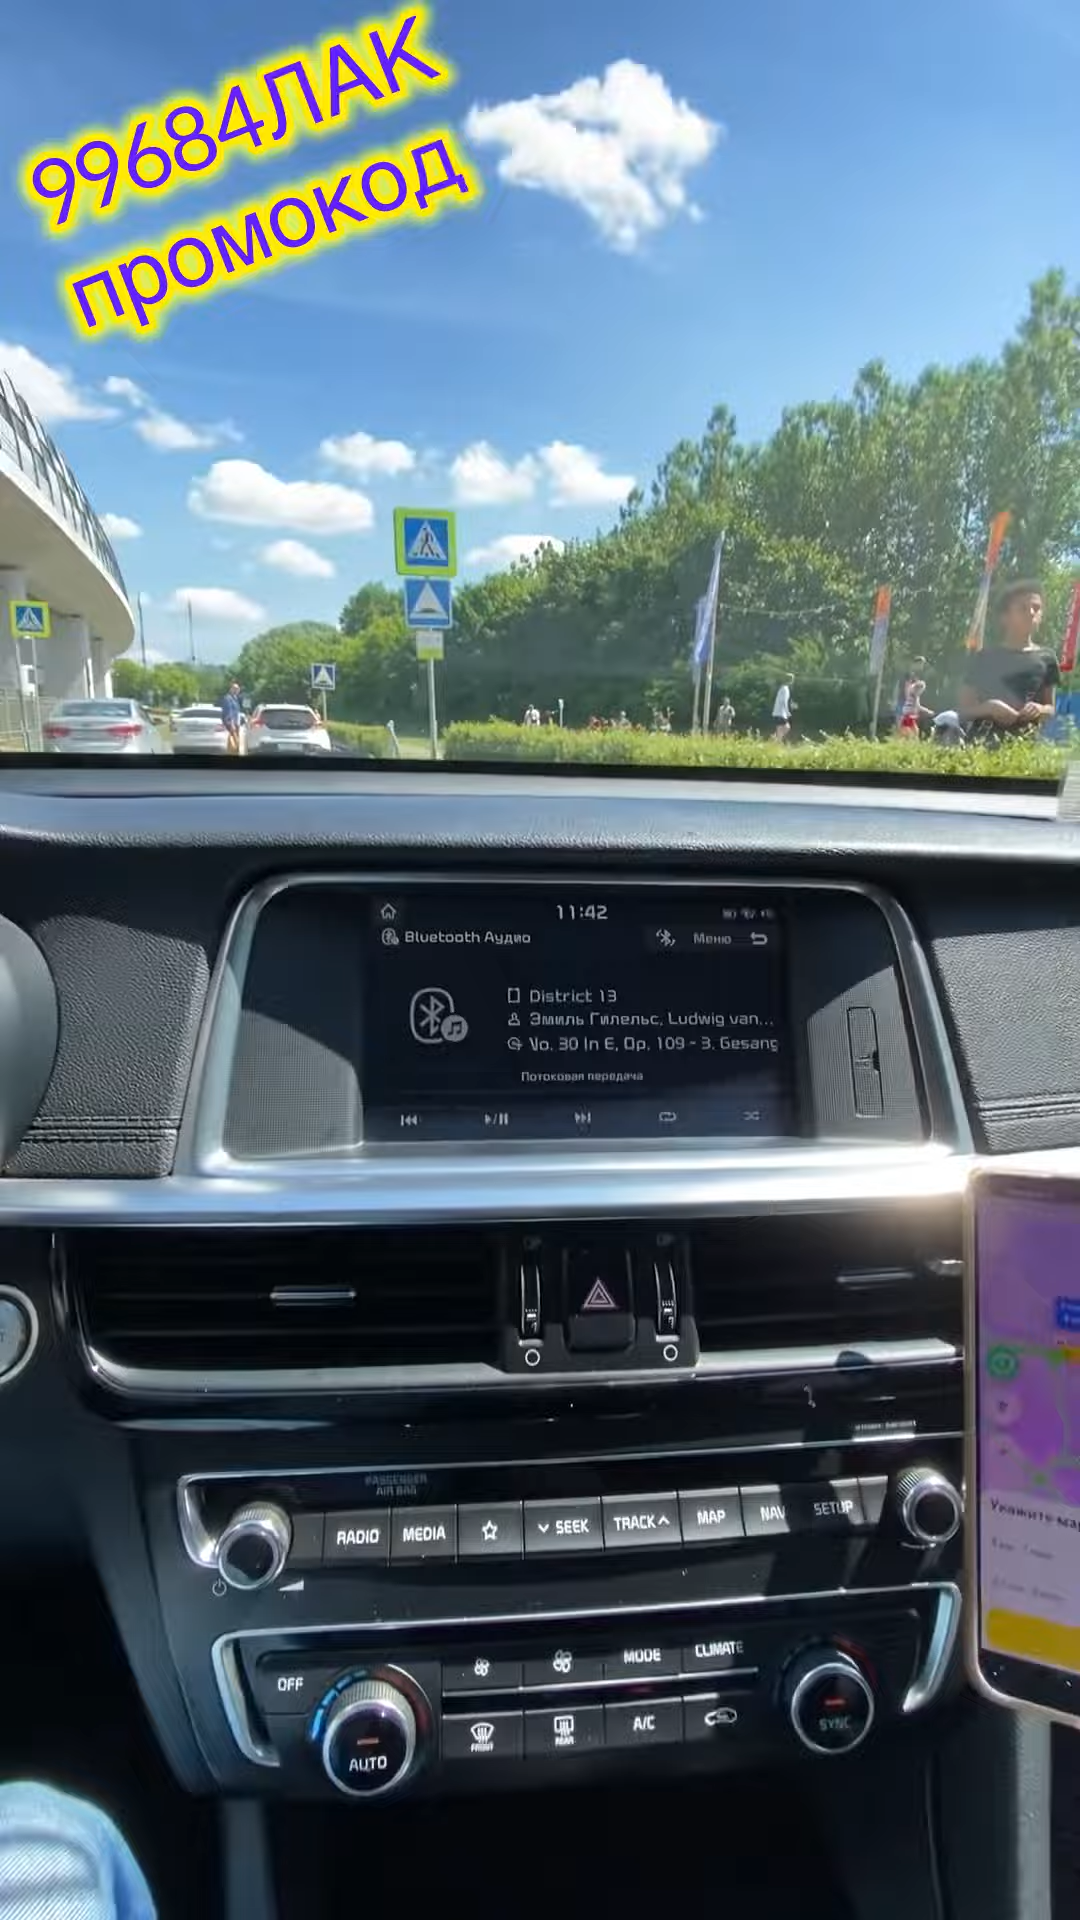 99684ЛАК
промокод
11:42
Bluetooth Аудио
Меню
District 13
Эмиль Гилельс, Ludwig van...
No. 30 In E, Op. 109 - 3. Gesang
Потоковая передача
PASSENGER
AIR BAG
RADIO
MEDIA
SEEK
TRACK
MAP
NAV
SETUP
OFF
MODE
CLIMATE
AUTO
FRONT
REAR
A/C
SYNC
Укажите